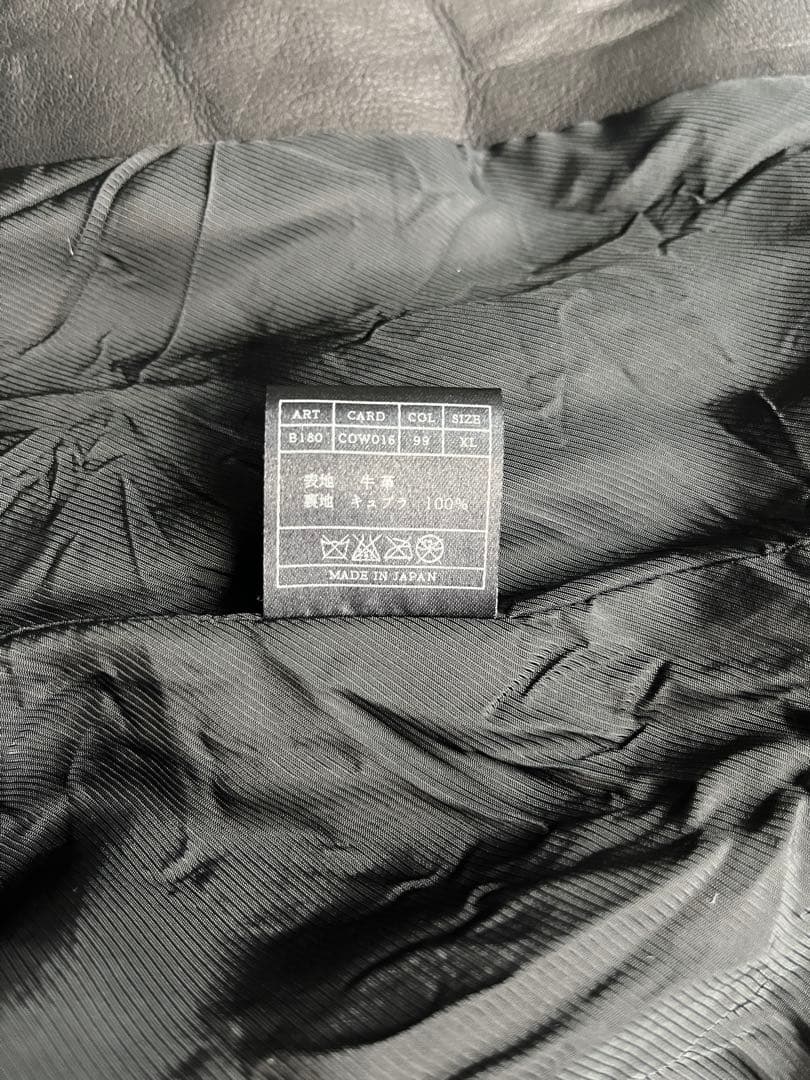 ART CARD COL SIZE
B180 COW016 99 XL
表地 牛革
裏地 キュプラ 100%
MADE IN JAPAN